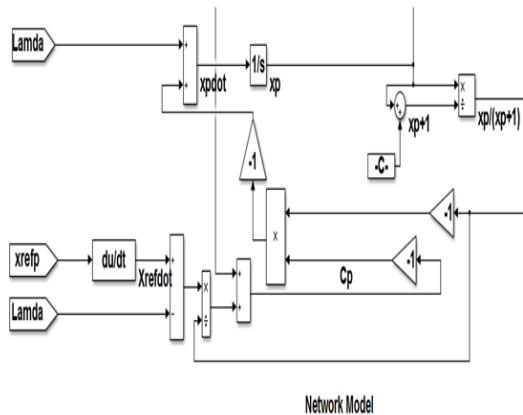 Lamda
+
+
xpdot
1/s
xp
×
÷
xp/(xp+1)
+
+
xp+1
-C-
-1
×
-1
-1
Cp
xrefp
du/dt
Xrefdot
+
-
×
÷
+
+
Lamda
Network Model